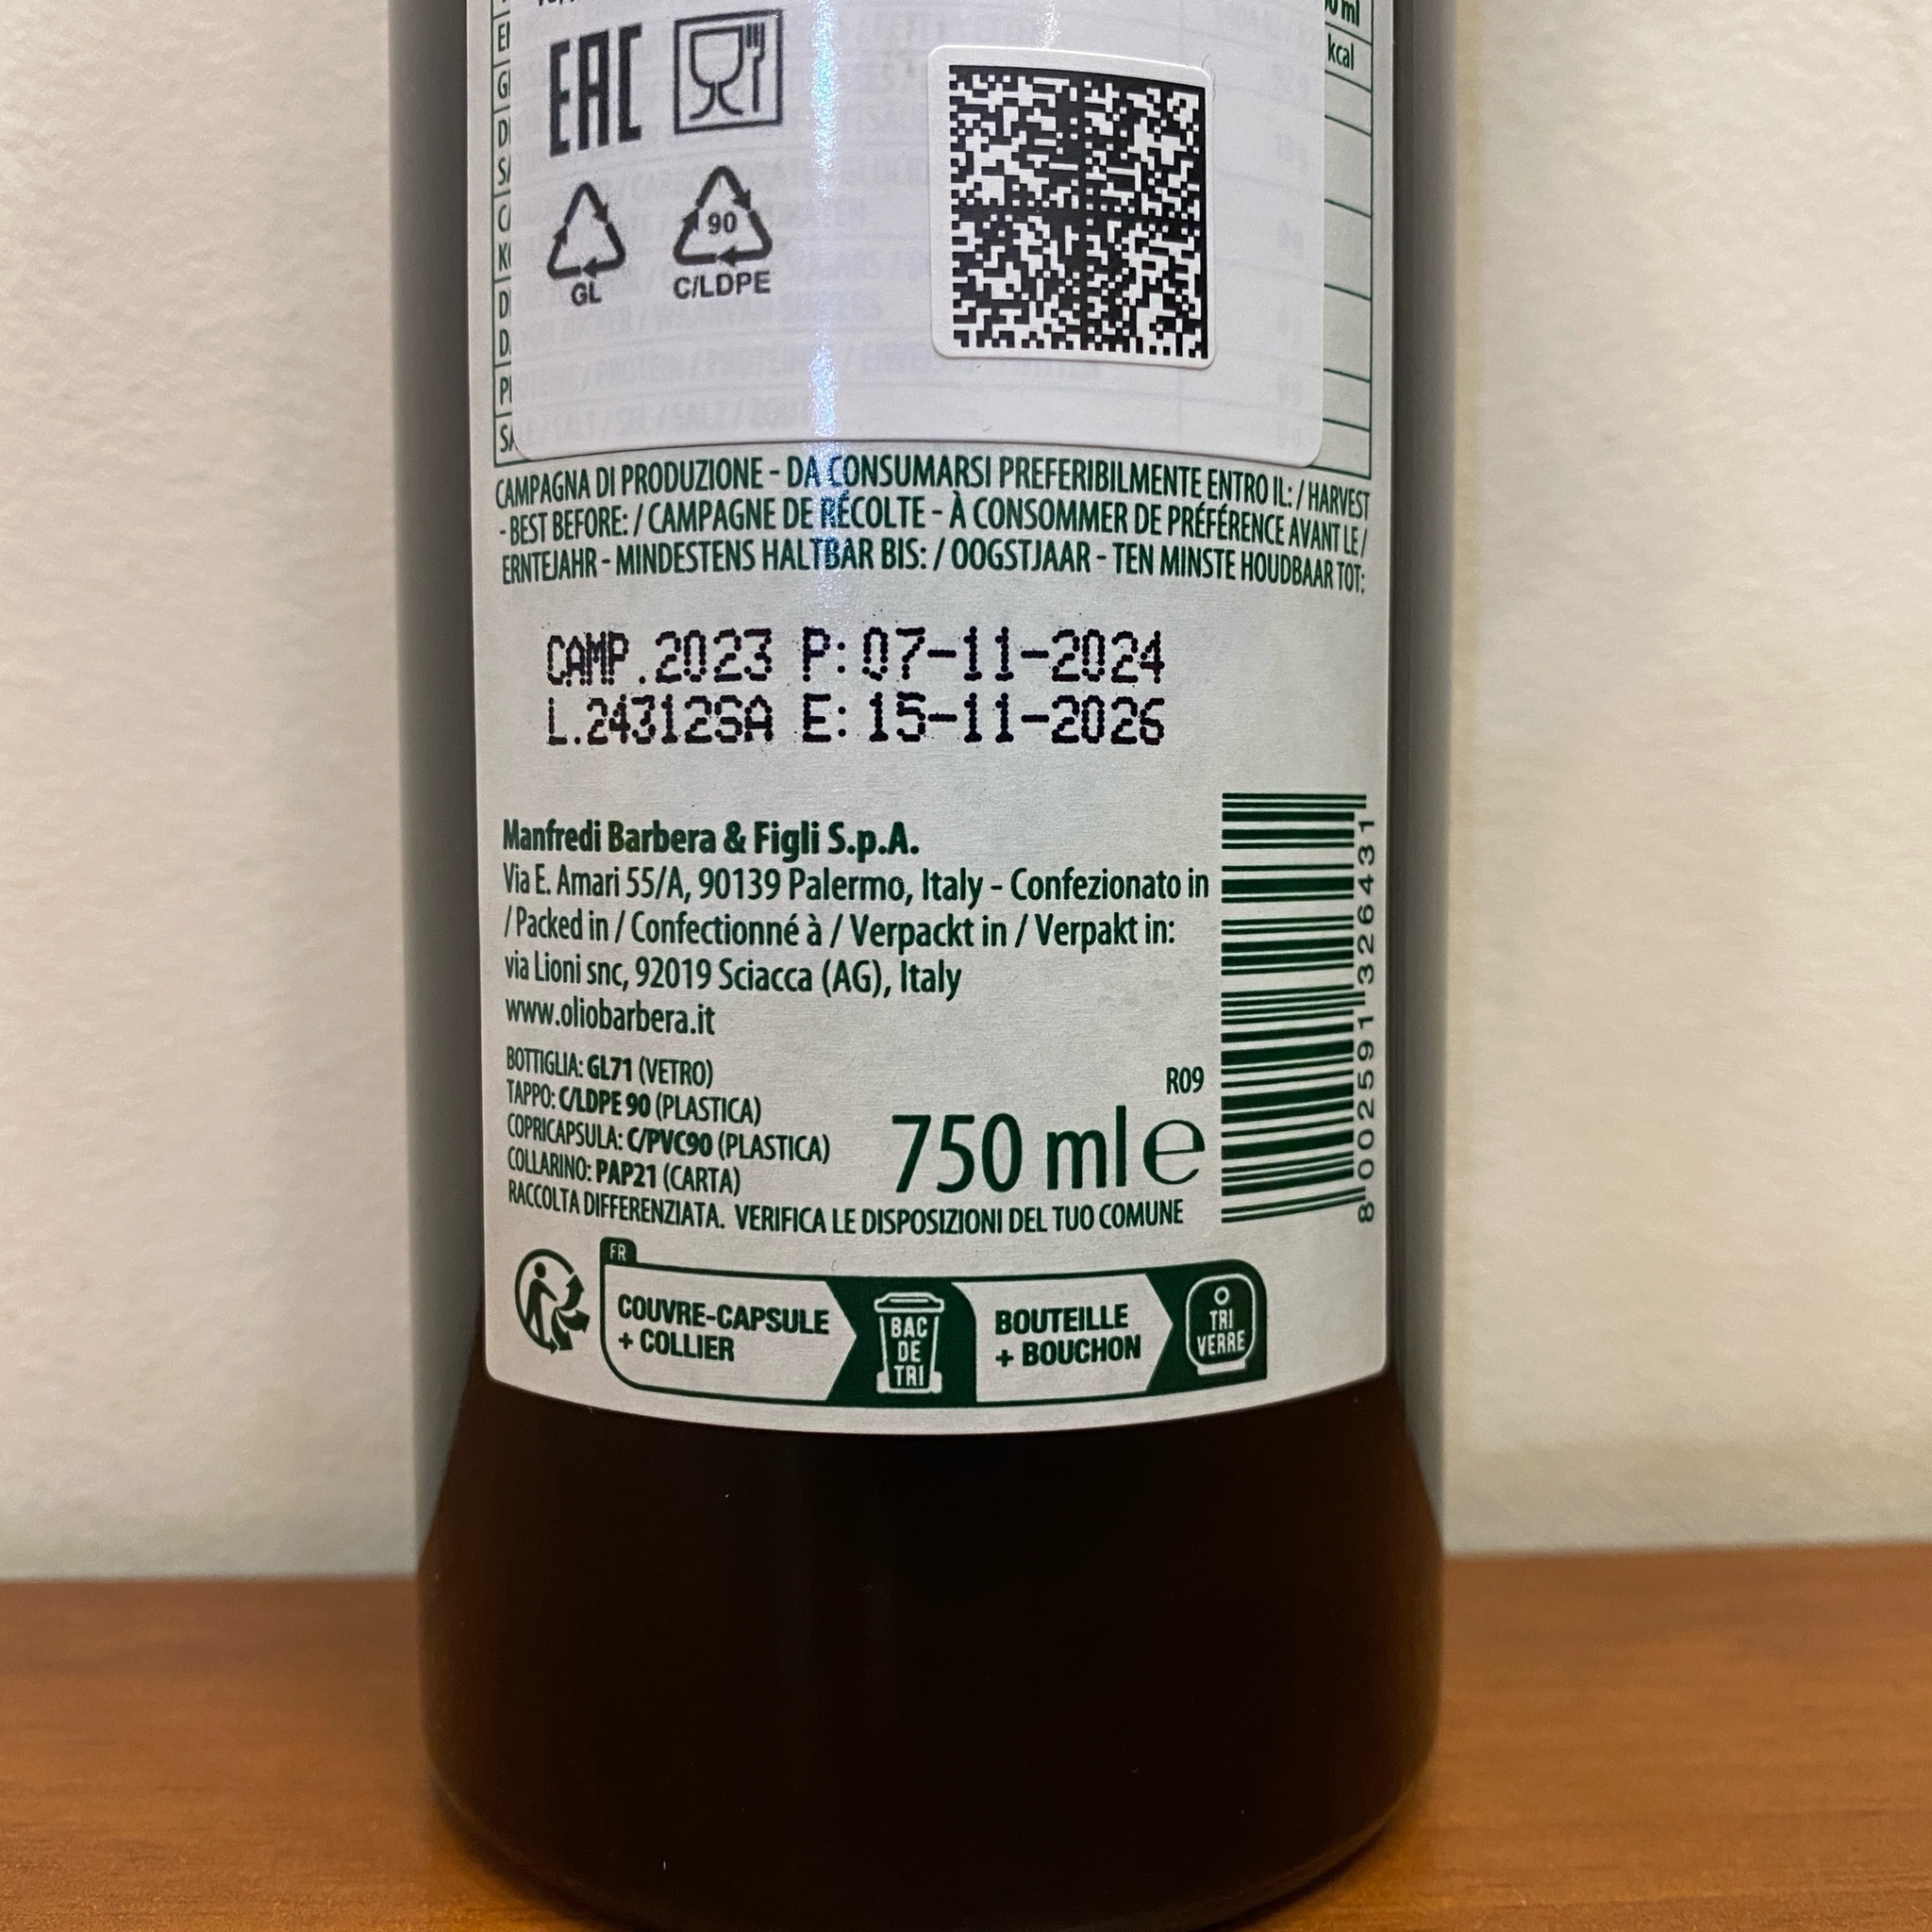 0 ml
kcal
EAC
90
GL
C/LDPE
CAMPAGNA DI PRODUZIONE - DA CONSUMARSI PREFERIBILMENTE ENTRO IL: / HARVEST
- BEST BEFORE: / CAMPAGNE DE RÉCOLTE - À CONSOMMER DE PRÉFÉRENCE AVANT LE /
ERNTEJAHR - MINDESTENS HALTBAR BIS: / OOGSTJAAR - TEN MINSTE HOUDBAAR TOT:
CAMP.2023 P:07-11-2024
L.24312SA E:15-11-2026
Manfredi Barbera & Figli S.p.A.
Via E. Amari 55/A, 90139 Palermo, Italy - Confezionato in
/ Packed in / Confectionné à / Verpackt in / Verpakt in:
via Lioni snc, 92019 Sciacca (AG), Italy
www.oliobarbera.it
BOTTIGLIA: GL71 (VETRO)
TAPPO: C/LDPE 90 (PLASTICA)
COPRICAPSULA: C/PVC90 (PLASTICA)
COLLARINO: PAP21 (CARTA)
RACCOLTA DIFFERENZIATA. VERIFICA LE DISPOSIZIONI DEL TUO COMUNE
R09
750 ml e
8 002591 326431
FR
COUVRE-CAPSULE
+ COLLIER
BAC
DE
TRI
BOUTEILLE
+ BOUCHON
TRI
VERRE